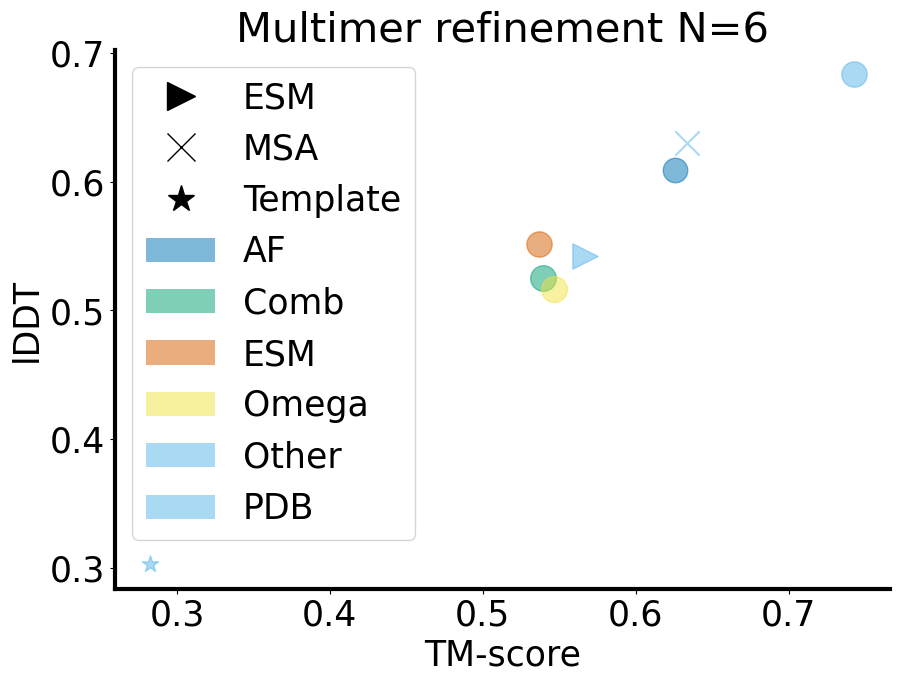 Multimer refinement N=6
0.7
0.6
0.5
0.4
0.3
lDDT
ESM
MSA
Template
AF
Comb
ESM
Omega
Other
PDB
0.3 0.4 0.5 0.6 0.7
TM-score